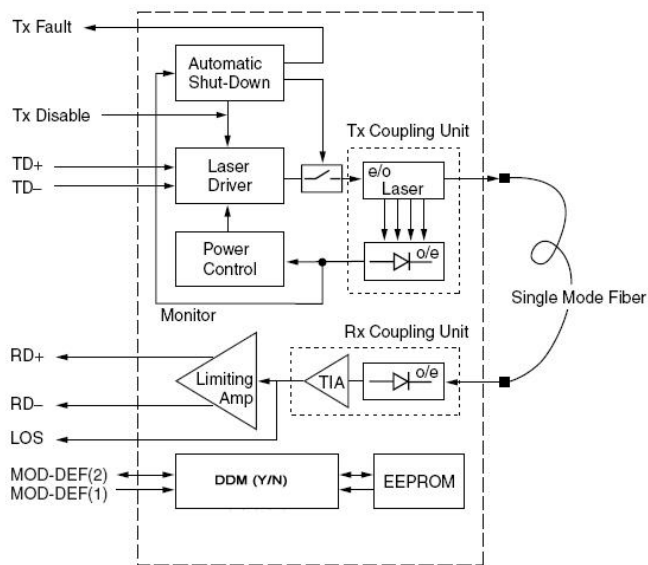 Tx Fault
Automatic
Shut-Down
Tx Disable
Tx Coupling Unit
TD+
TD–
Laser
Driver
e/o
Laser
Power
Control
o/e
Single Mode Fiber
Monitor
Rx Coupling Unit
RD+
RD–
Limiting
Amp
TIA
o/e
LOS
MOD-DEF(2)
MOD-DEF(1)
DDM (Y/N)
EEPROM